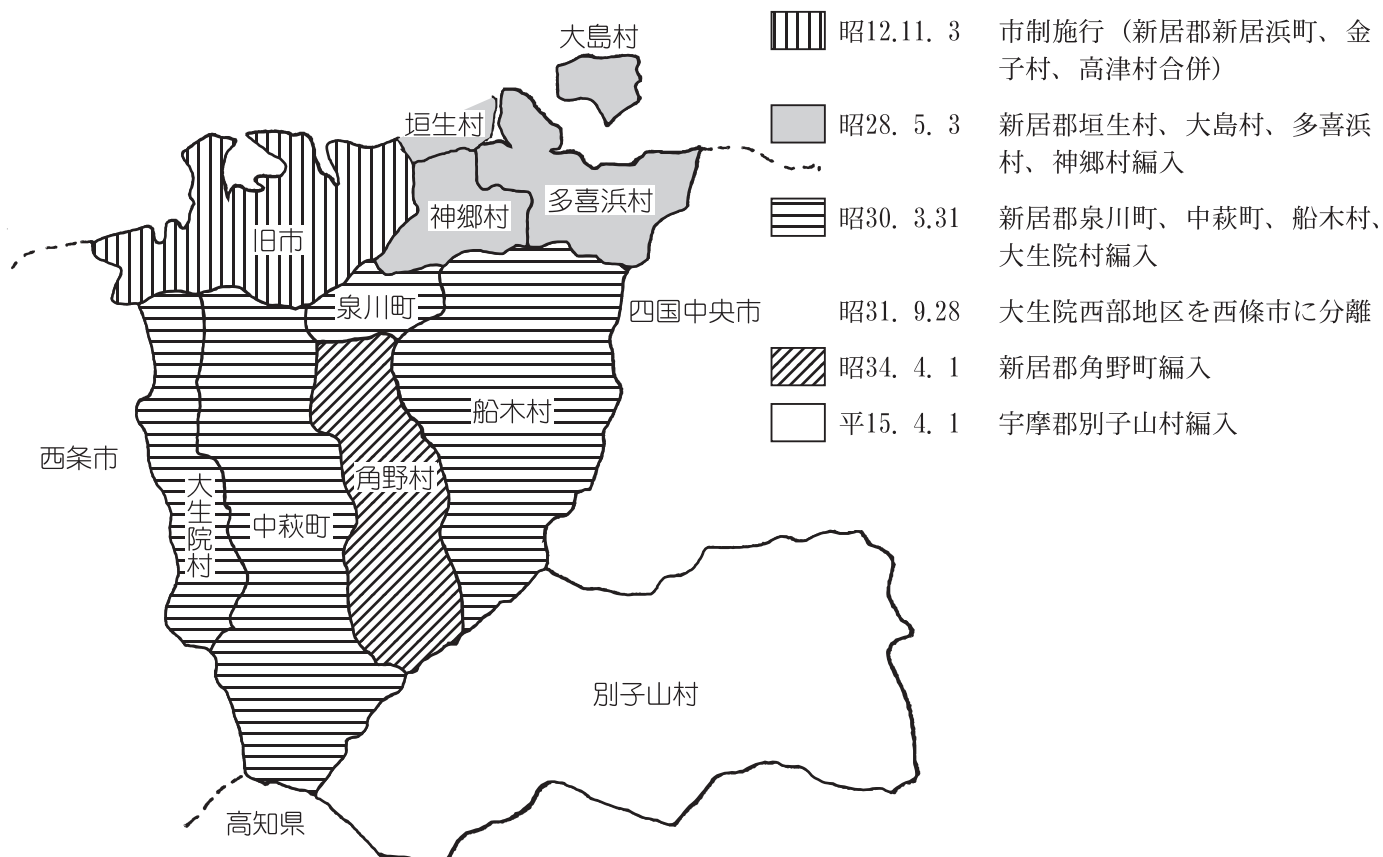 大島村
垣生村
神郷村
多喜浜村
旧市
泉川町
四国中央市
船木村
西条市
角野村
大生院村
中萩町
別子山村
高知県
昭12.11. 3 市制施行（新居郡新居浜町、金
子村、高津村合併）
昭28. 5. 3 新居郡垣生村、大島村、多喜浜
村、神郷村編入
昭30. 3.31 新居郡泉川町、中萩町、船木村、
大生院村編入
昭31. 9.28 大生院西部地区を西條市に分離
昭34. 4. 1 新居郡角野町編入
平15. 4. 1 宇摩郡別子山村編入